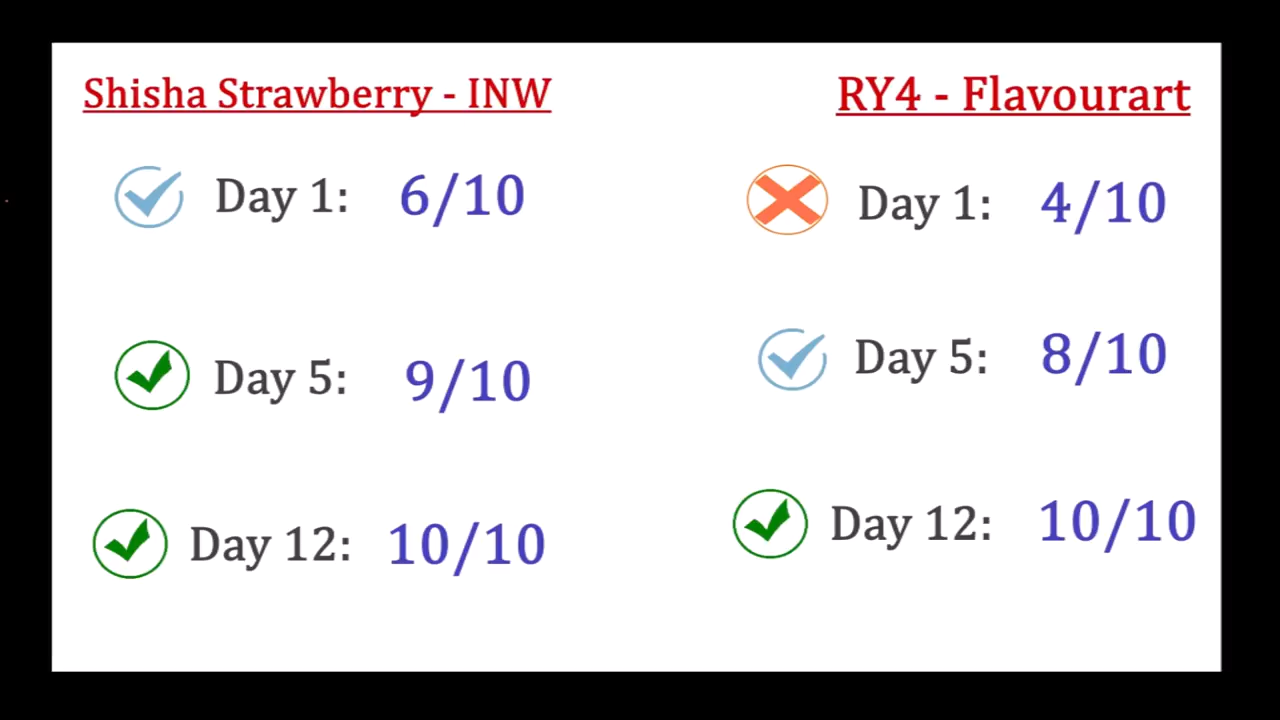 Shisha Strawberry - INW
Day 1: 6/10
Day 5: 9/10
Day 12: 10/10
RY4 - Flavourart
Day 1: 4/10
Day 5: 8/10
Day 12: 10/10